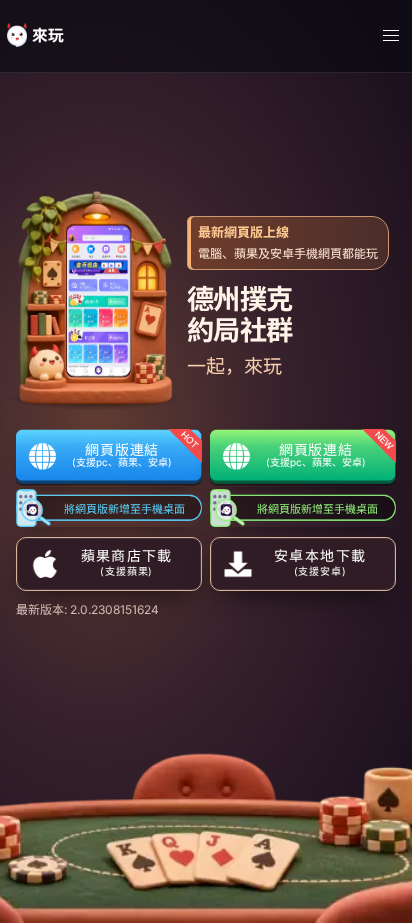 來玩
最新網頁版上線
電腦、蘋果及安卓手機網頁都能玩
德州撲克
約局社群
一起，來玩
網頁版連結
(支援pc、蘋果、安卓)
HOT
網頁版連結
(支援pc、蘋果、安卓)
NEW
將網頁版新增至手機桌面
將網頁版新增至手機桌面
蘋果商店下載
(支援蘋果)
安卓本地下載
(支援安卓)
最新版本: 2.0.2308151624
K
Q
J
A
A